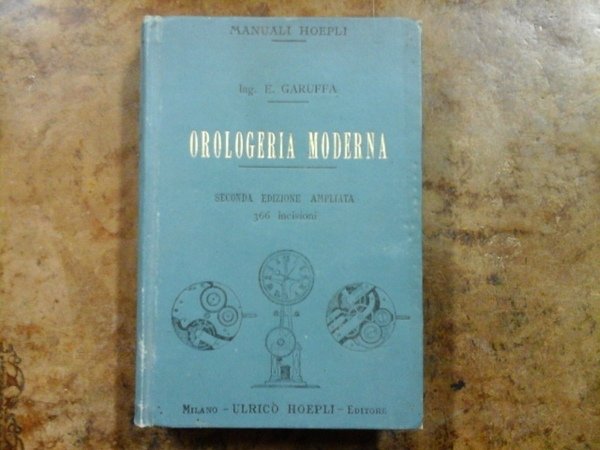 MANUALI HOEPLI
Ing. E. GARUFFA
OROLOGERIA MODERNA
SECONDA EDIZIONE AMPLIATA
366 incisioni
MILANO – ULRICO HOEPLI – EDITORE